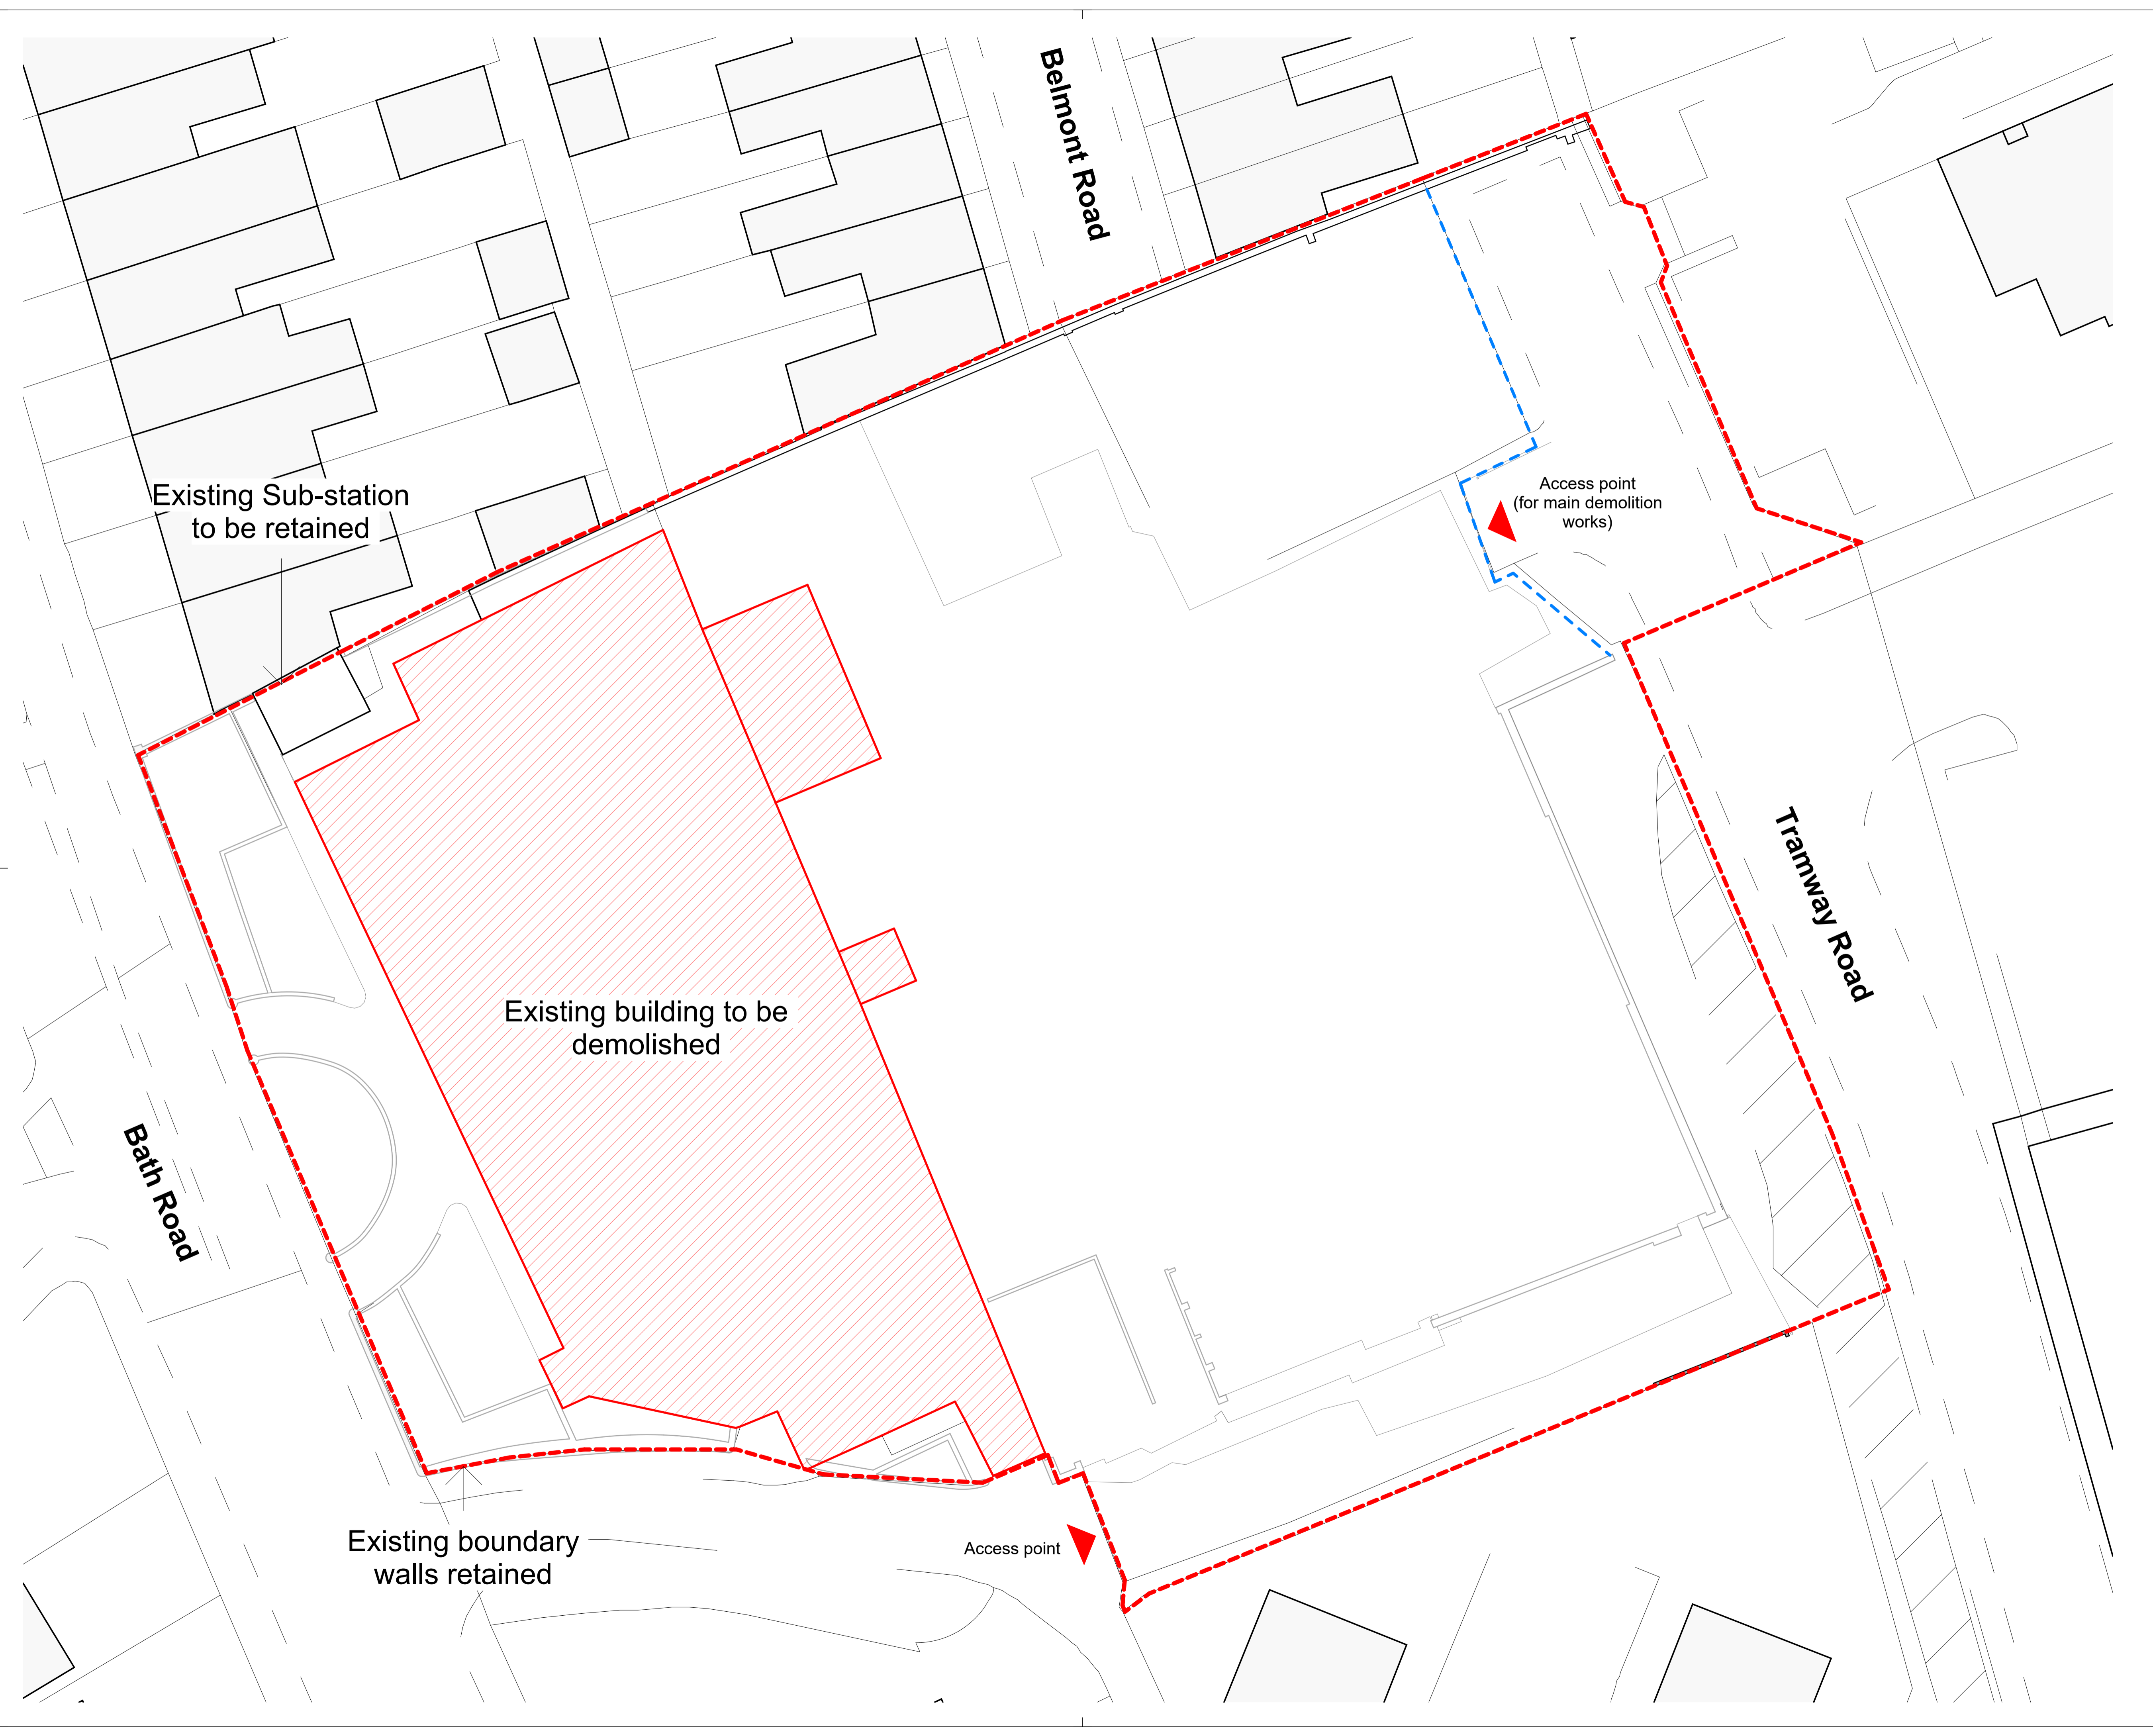 Belmont Road
Existing Sub-station
to be retained
Access point
(for main demolition
works)
Tramway Road
Existing building to be
demolished
Bath Road
Existing boundary
walls retained
Access point